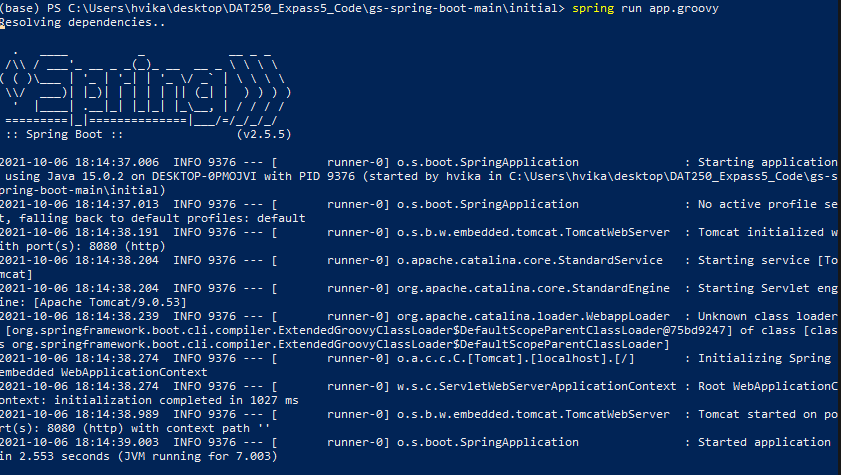 (base) PS C:\Users\hvika\desktop\DAT250_Expass5_Code\gs-spring-boot-main\initial> spring run app.groovy
Resolving dependencies..
  .   ____          _            __ _ _
 /\\ / ___'_ __ _ _(_)_ __  __ _ \ \ \ \
( ( )\___ | '_ | '_| | '_ \/ _` | \ \ \ \
 \\/  ___)| |_)| | | | | || (_| |  ) ) ) )
  '  |____| .__|_| |_|_| |_\__, | / / / /
 =========|_|==============|___/=/_/_/_/
 :: Spring Boot ::                (v2.5.5)
2021-10-06 18:14:37.006  INFO 9376 --- [       runner-0] o.s.boot.SpringApplication               : Starting application
 using Java 15.0.2 on DESKTOP-0PMOJVI with PID 9376 (started by hvika in C:\Users\hvika\desktop\DAT250_Expass5_Code\gs-s
pring-boot-main\initial)
2021-10-06 18:14:37.013  INFO 9376 --- [       runner-0] o.s.boot.SpringApplication               : No active profile se
t, falling back to default profiles: default
2021-10-06 18:14:38.191  INFO 9376 --- [       runner-0] o.s.b.w.embedded.tomcat.TomcatWebServer  : Tomcat initialized w
ith port(s): 8080 (http)
2021-10-06 18:14:38.204  INFO 9376 --- [       runner-0] o.apache.catalina.core.StandardService   : Starting service [To
mcat]
2021-10-06 18:14:38.204  INFO 9376 --- [       runner-0] org.apache.catalina.core.StandardEngine  : Starting Servlet eng
ine: [Apache Tomcat/9.0.53]
2021-10-06 18:14:38.239  INFO 9376 --- [       runner-0] org.apache.catalina.loader.WebappLoader  : Unknown class loader
 [org.springframework.boot.cli.compiler.ExtendedGroovyClassLoader$DefaultScopeParentClassLoader@75bd9247] of class [clas
s org.springframework.boot.cli.compiler.ExtendedGroovyClassLoader$DefaultScopeParentClassLoader]
2021-10-06 18:14:38.274  INFO 9376 --- [       runner-0] o.a.c.c.C.[Tomcat].[localhost].[/]       : Initializing Spring
embedded WebApplicationContext
2021-10-06 18:14:38.274  INFO 9376 --- [       runner-0] w.s.c.ServletWebServerApplicationContext : Root WebApplicationC
ontext: initialization completed in 1027 ms
2021-10-06 18:14:38.989  INFO 9376 --- [       runner-0] o.s.b.w.embedded.tomcat.TomcatWebServer  : Tomcat started on po
rt(s): 8080 (http) with context path ''
2021-10-06 18:14:39.003  INFO 9376 --- [       runner-0] o.s.boot.SpringApplication               : Started application
in 2.553 seconds (JVM running for 7.003)